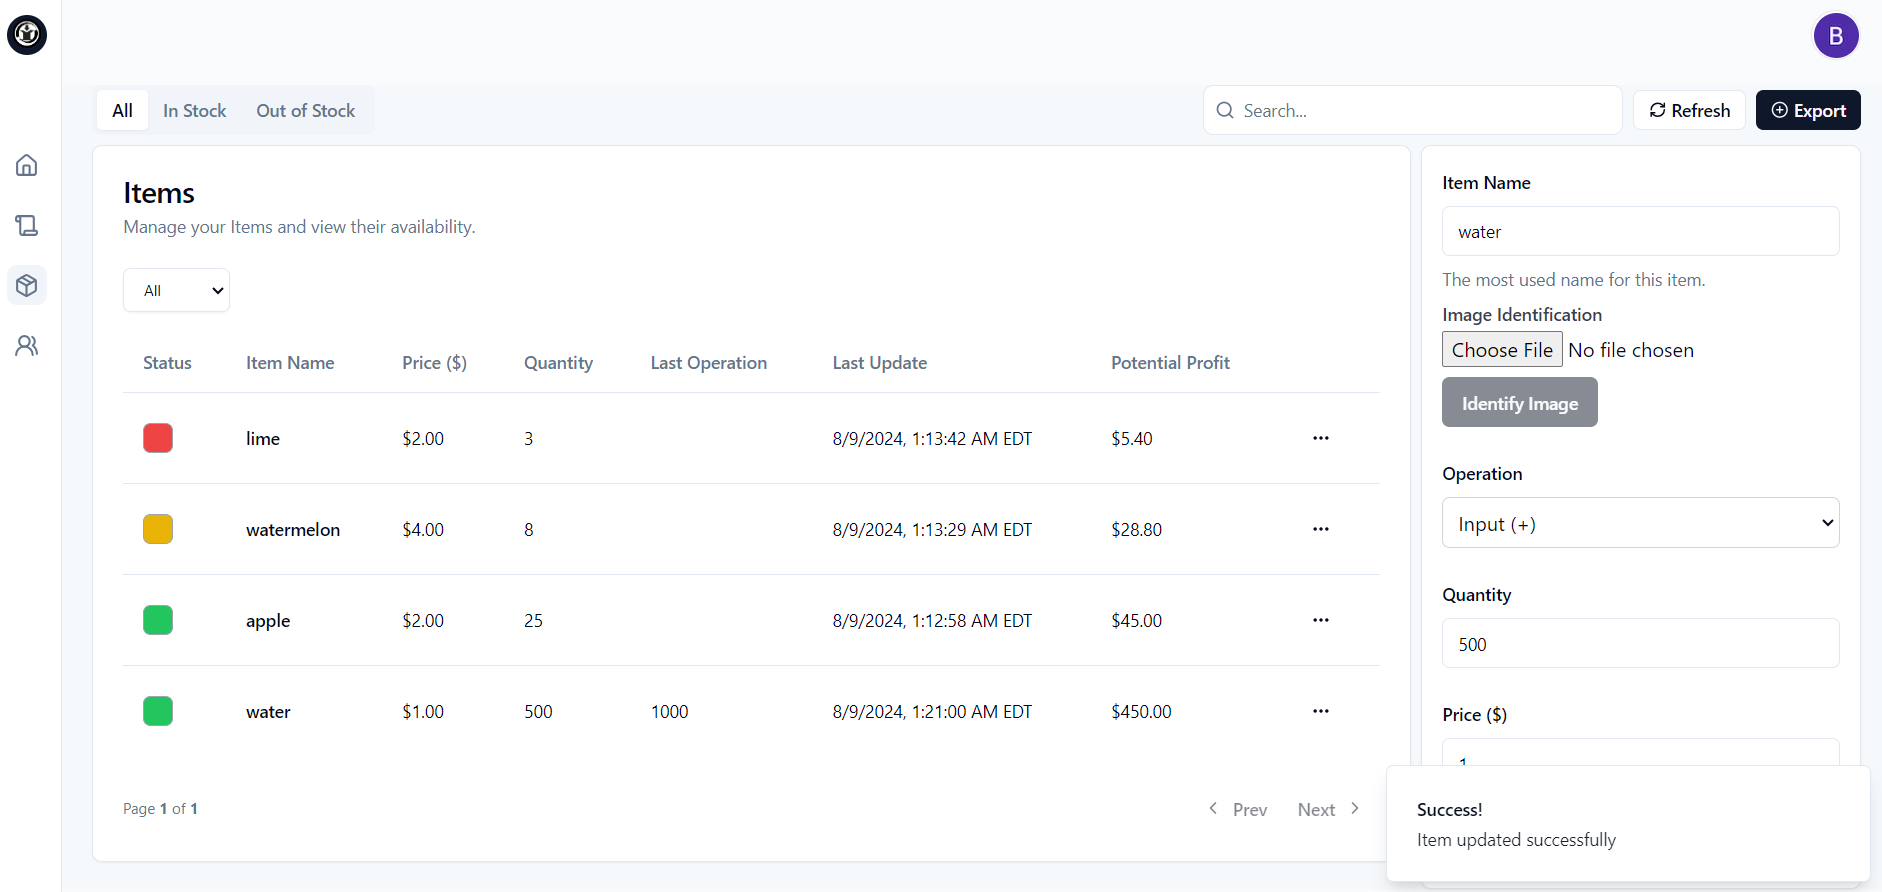 B
All In Stock Out of Stock Search... Refresh Export
Items
Manage your Items and view their availability.
All
Status Item Name Price ($) Quantity Last Operation Last Update Potential Profit
lime $2.00 3 8/9/2024, 1:13:42 AM EDT $5.40 ...
watermelon $4.00 8 8/9/2024, 1:13:29 AM EDT $28.80 ...
apple $2.00 25 8/9/2024, 1:12:58 AM EDT $45.00 ...
water $1.00 500 1000 8/9/2024, 1:21:00 AM EDT $450.00 ...
Page 1 of 1 Prev Next
Item Name
water
The most used name for this item.
Image Identification
Choose File No file chosen
Identify Image
Operation
Input (+)
Quantity
500
Price ($)
1
Success!
Item updated successfully